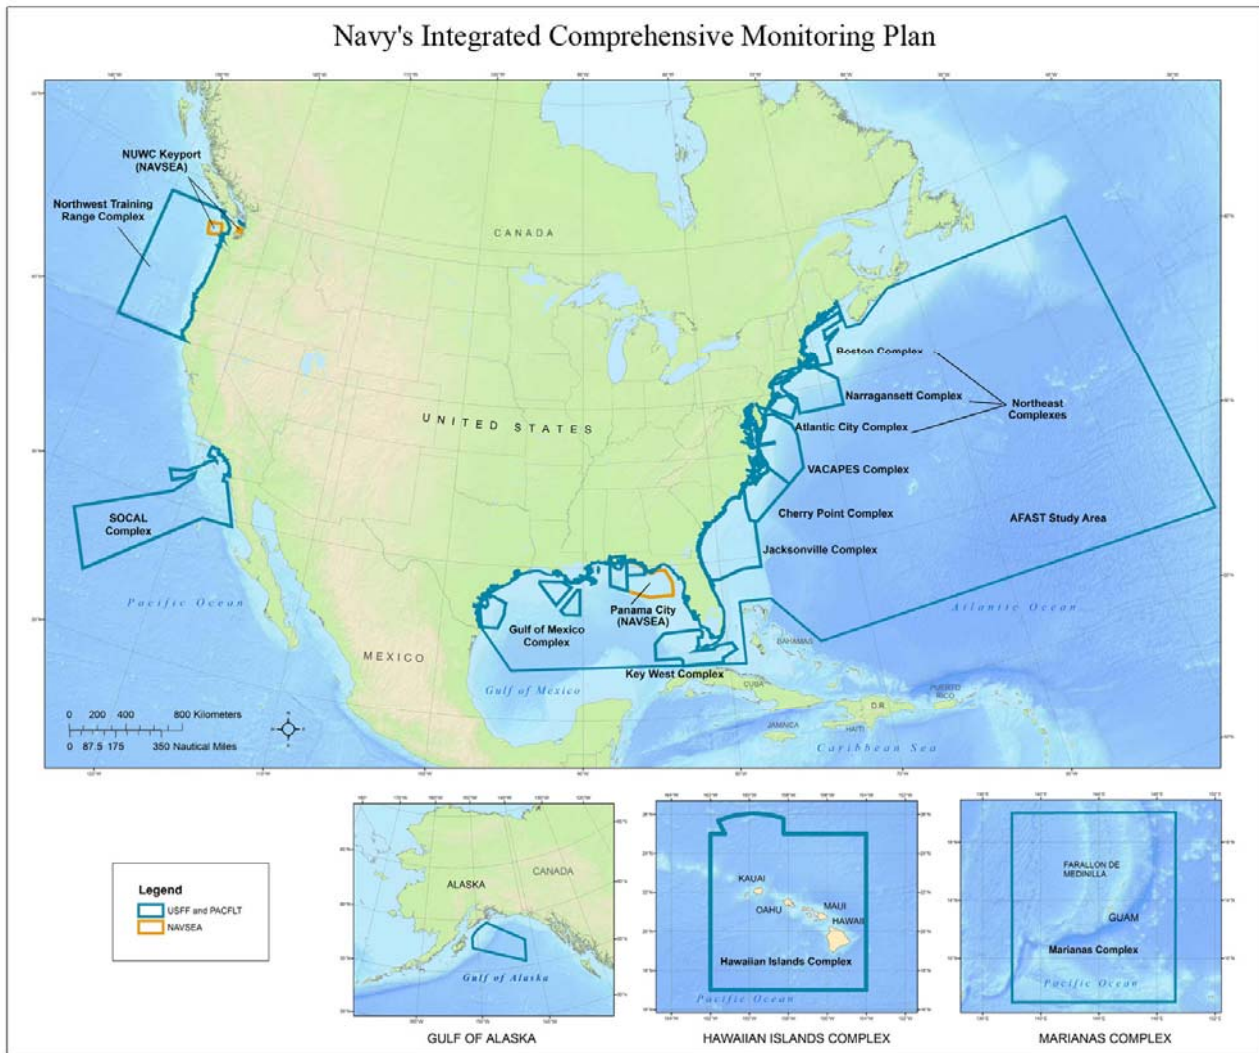 Navy's Integrated Comprehensive Monitoring Plan
NUWC Keyport
(NAVSEA)
Northwest Training
Range Complex
CANADA
UNITED STATES
Boston Complex
Narragansett Complex
Northeast
Complexes
Atlantic City Complex
VACAPES Complex
Cherry Point Complex
AFAST Study Area
Jacksonville Complex
SOCAL
Complex
Pacific Ocean
Atlantic Ocean
Panama City
(NAVSEA)
Gulf of Mexico
Complex
BAHAMAS
MEXICO
Key West Complex
Gulf of Mexico
CUBA
PUERTO
RICO
D.R.
HAITI
JAMAICA
Caribbean Sea
0 200 400 800 Kilometers
0 87.5 175 350 Nautical Miles
Legend
USFF and PACFLT
NAVSEA
ALASKA
CANADA
Gulf of Alaska
GULF OF ALASKA
KAUAI
OAHU
MAUI
HAWAII
Hawaiian Islands Complex
Pacific Ocean
HAWAIIAN ISLANDS COMPLEX
FARALLON DE
MEDINILLA
GUAM
Marianas Complex
Pacific Ocean
MARIANAS COMPLEX